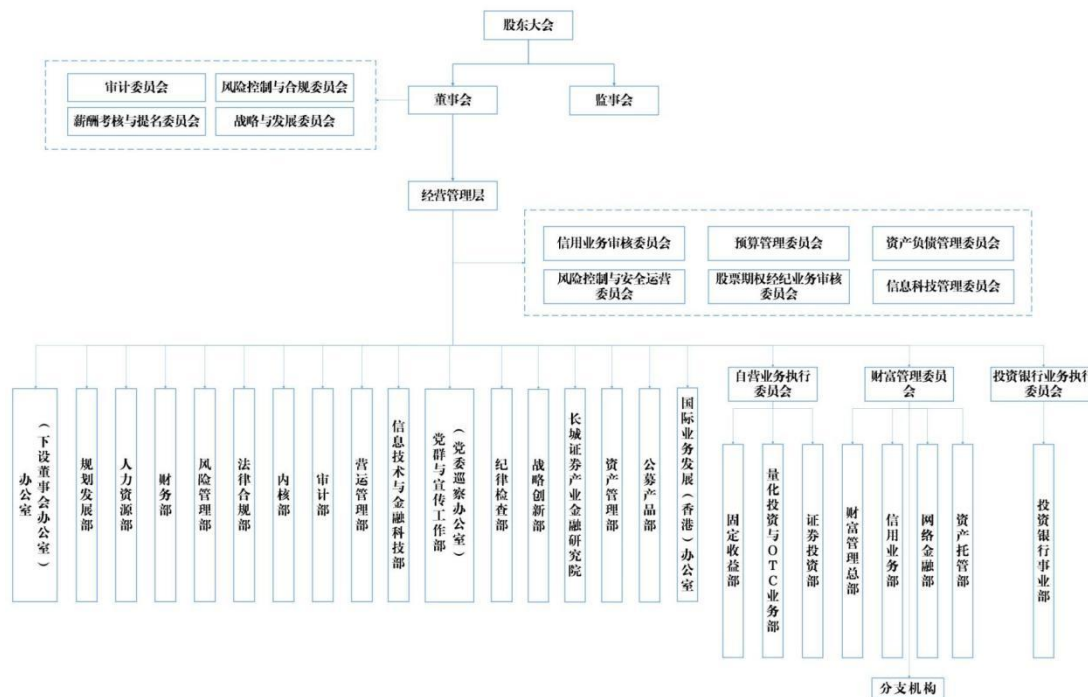 股东大会
审计委员会
风险控制与合规委员会
薪酬考核与提名委员会
战略与发展委员会
董事会
监事会
经营管理层
信用业务审核委员会
预算管理委员会
资产负债管理委员会
风险控制与安全运营
委员会
股票期权经纪业务审核
委员会
信息科技管理委员会
自营业务执行
委员会
财富管理委员
会
投资银行业务执行
委员会
办公室
（下设董事会办公室）
规划发展部
人力资源部
财务部
风险管理部
法律合规部
内核部
审计部
营运管理部
信息技术与金融科技部
党群与宣传工作部
（党委巡察办公室）
纪律检查部
战略创新部
长城证券产业金融研究院
资产管理部
公募产品部
国际业务发展（香港）办公室
固定收益部
量化投资与OTC业务部
证券投资部
财富管理总部
信用业务部
网络金融部
资产托管部
投资银行事业部
分支机构